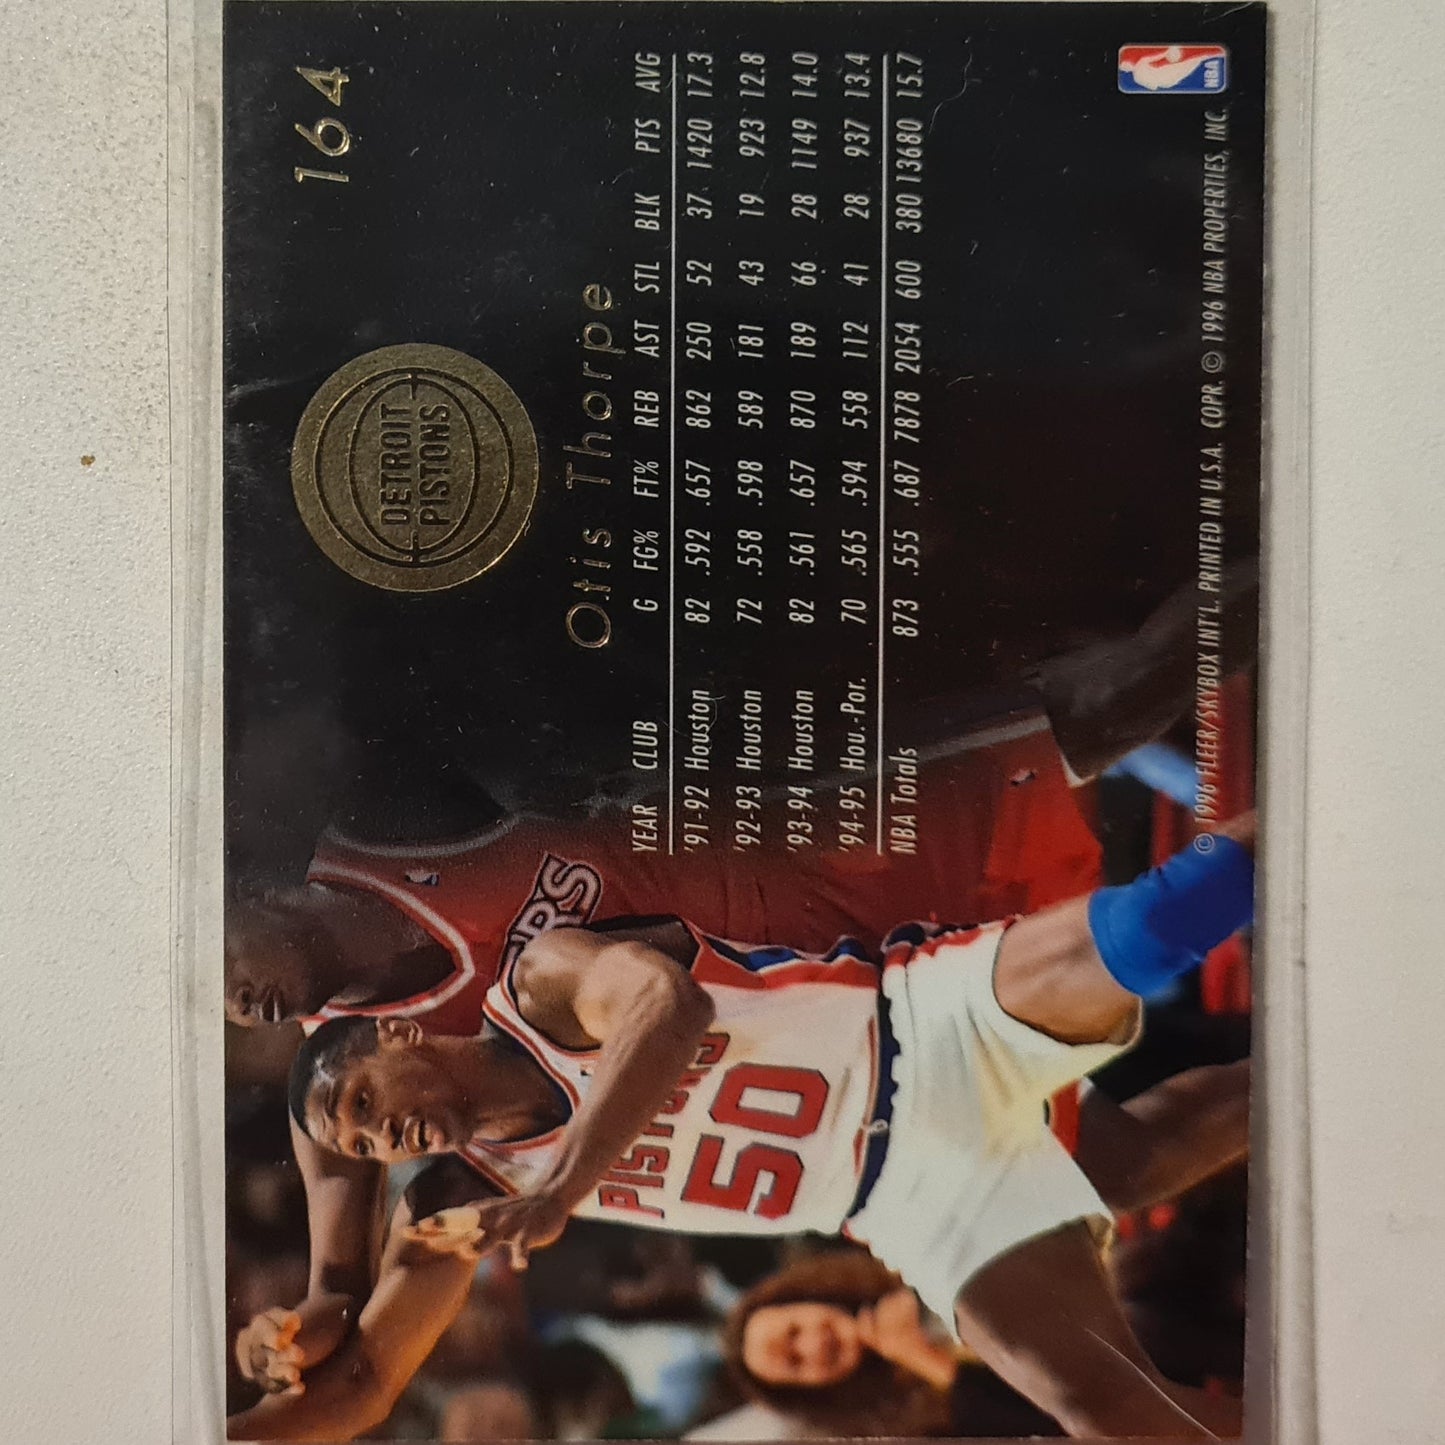 164
DETROIT
PISTONS
Otis Thorpe
YEAR CLUB G FG% FT% REB AST STL BLK PTS AVG
'91-92 Houston 82 .592 .657 862 250 52 37 1420 17.3
'92-93 Houston 72 .558 .598 589 181 43 19 923 12.8
'93-94 Houston 82 .561 .657 870 189 66 28 1149 14.0
'94-95 Hou.-Por. 70 .565 .594 558 112 41 28 937 13.4
NBA Totals 873 .555 .687 7878 2054 600 380 13680 15.7
© 1996 FLEER/SKYBOX INT'L. PRINTED IN U.S.A. COPR. © 1996 NBA PROPERTIES, INC.
NBA
ERS
PISTONS
50